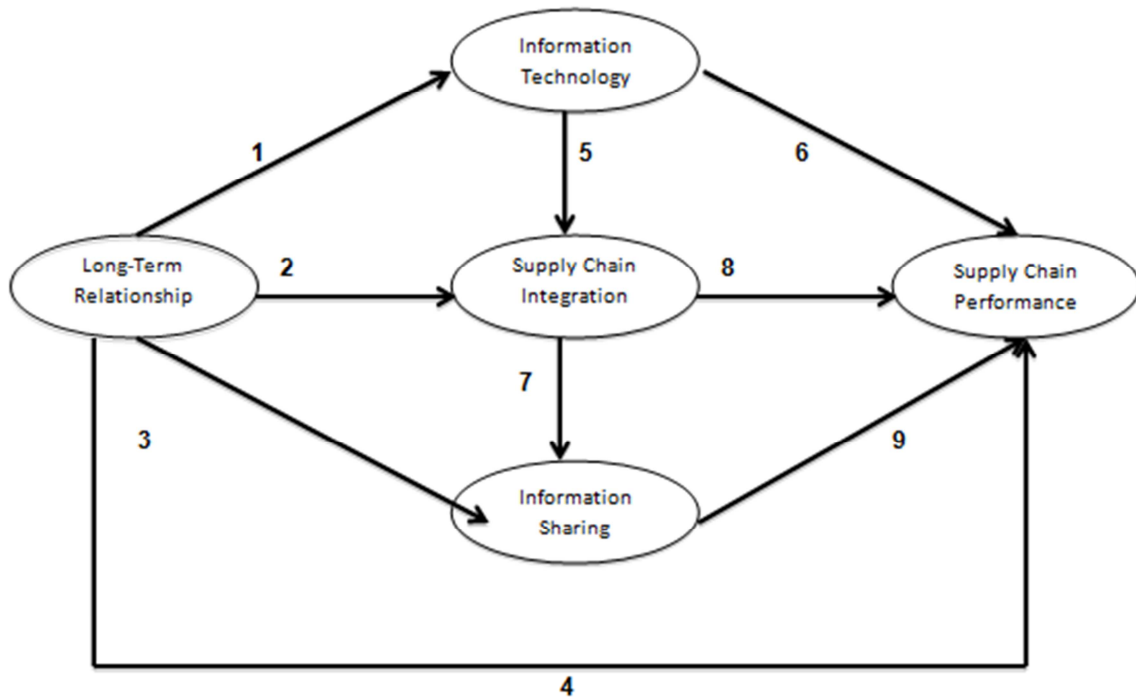 Information
Technology
1
5
6
Long-Term
Relationship
2
Supply Chain
Integration
8
Supply Chain
Performance
7
3
9
Information
Sharing
4